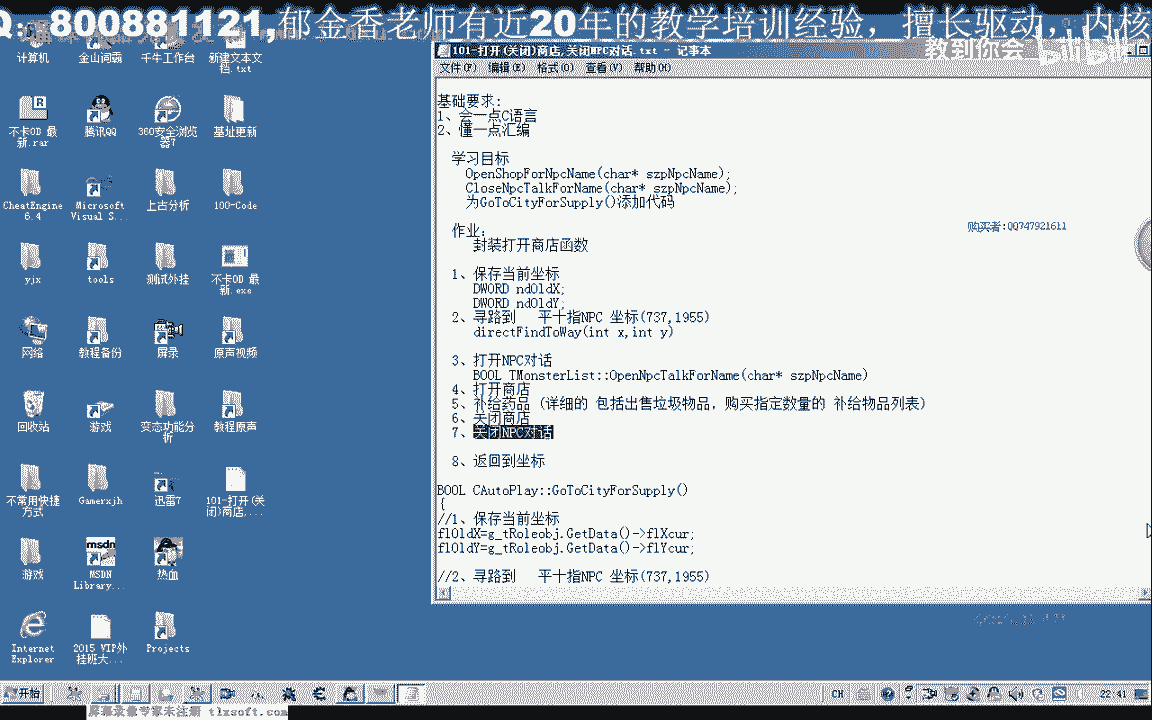 Q: 800881121 ,郁金香老师有近20年的教学培训经验, 擅长驱动, 内核
教到你会 bilibili
计算机
金山词霸
千牛工作台
新建文本文档.txt
不卡OD 最新.rar
腾讯QQ
360安全浏览器7
基址更新
CheatEngine 6.4
Microsoft Visual S...
上古分析
100-Code
yjx
tools
测试外挂
不卡OD 最新.exe
网络
教程备份
屏录
原声视频
回收站
游戏
变态功能分析
教程原声
不常用快捷方式
Gamerxjh
迅雷7
101-打开(关闭)商店,...
游戏
MSDN Library...
热血
Internet Explorer
2015 VIP外挂班大...
Projects
101-打开(关闭)商店,关闭NPC对话.txt - 记事本
文件(F) 编辑(E) 格式(O) 查看(V) 帮助(H)
基础要求:
1、会一点C语言
2、懂一点汇编
学习目标
OpenShopForNpcName(char* szpNpcName);
CloseNpcTalkForName(char* szpNpcName);
为GoToCityForSupply()添加代码
作业:
封装打开商店函数
1、保存当前坐标
DWORD ndOldX;
DWORD ndOldY;
2、寻路到 平十指NPC 坐标(737,1955)
directFindToWay(int x,int y)
3、打开NPC对话
BOOL TMonsterList::OpenNpcTalkForName(char* szpNpcName)
4、打开商店
5、补给药品 (详细的 包括出售垃圾物品,购买指定数量的 补给物品列表)
6、关闭商店
7、关闭NPC对话
8、返回到坐标
BOOL CAutoPlay::GoToCityForSupply()
{
//1、保存当前坐标
flOldX=g_tRoleobj.GetData()->flXcur;
flOldY=g_tRoleobj.GetData()->flYcur;
//2、寻路到 平十指NPC 坐标(737,1955)
购买者:QQ747921611
开始
CH
22:41
屏幕录像专家未注册 tlxsoft.com